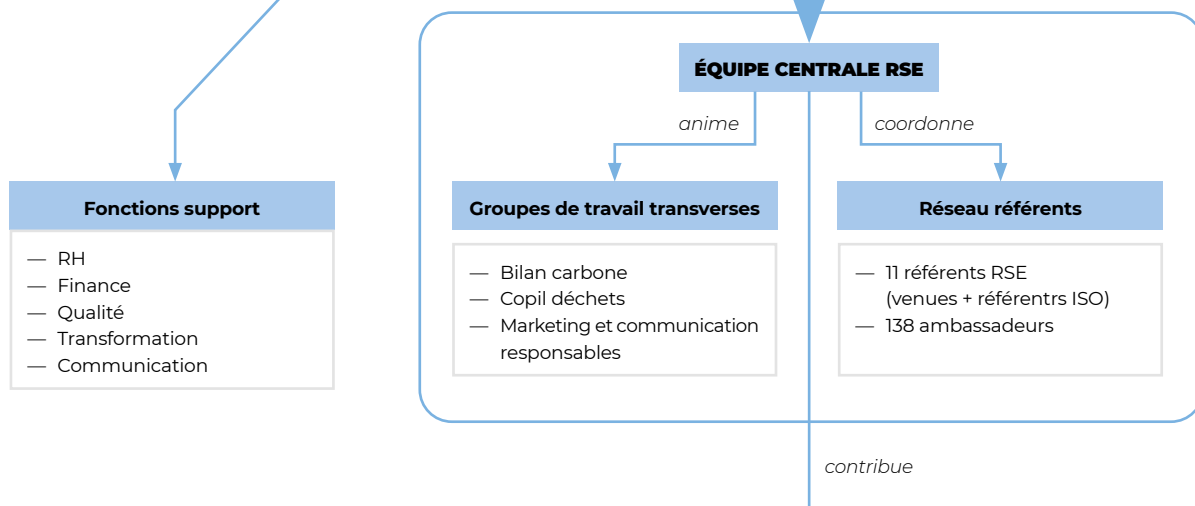 ÉQUIPE CENTRALE RSE
anime
coordonne
Fonctions support
— RH
— Finance
— Qualité
— Transformation
— Communication
Groupes de travail transverses
— Bilan carbone
— Copil déchets
— Marketing et communication
responsables
Réseau référents
— 11 référents RSE
(venues + référentrs ISO)
— 138 ambassadeurs
contribue